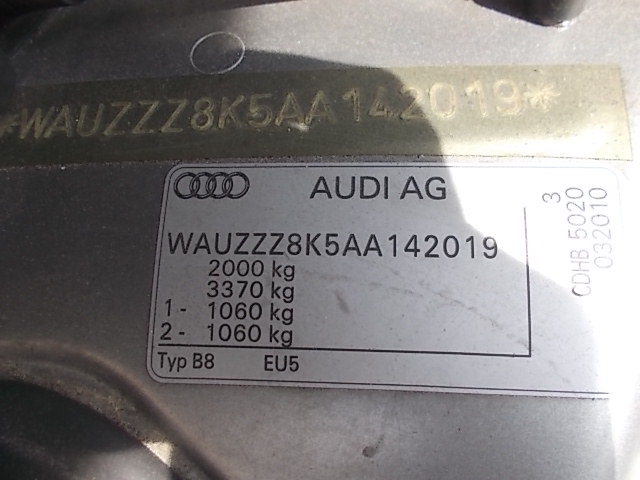 *WAUZZZ8K5AA142019*
AUDI AG
WAUZZZ8K5AA142019
2000 kg
3370 kg
1- 1060 kg
2- 1060 kg
Typ B8 EU5
3
CDHB 5020
032010